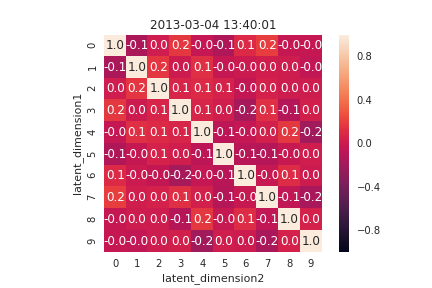 2013-03-04 13:40:01
latent_dimension1
0 1.0 -0.1 0.0 0.2 -0.0 -0.1 0.1 0.2 -0.0 -0.0
1 -0.1 1.0 0.2 0.0 0.1 -0.0 -0.0 0.0 0.0 -0.0
2 0.0 0.2 1.0 0.1 0.1 0.1 -0.0 0.0 0.0 0.0
3 0.2 0.0 0.1 1.0 0.1 0.0 -0.2 0.1 -0.1 0.0
4 -0.0 0.1 0.1 0.1 1.0 -0.1 -0.0 0.0 0.2 -0.2
5 -0.1 -0.0 0.1 0.0 -0.1 1.0 -0.1 -0.1 -0.0 0.0
6 0.1 -0.0 -0.0 -0.2 -0.0 -0.1 1.0 -0.0 0.1 0.0
7 0.2 0.0 0.0 0.1 0.0 -0.1 -0.0 1.0 -0.1 -0.2
8 -0.0 0.0 0.0 -0.1 0.2 -0.0 0.1 -0.1 1.0 0.0
9 -0.0 -0.0 0.0 0.0 -0.2 0.0 0.0 -0.2 0.0 1.0
0 1 2 3 4 5 6 7 8 9
latent_dimension2
0.8
0.4
0.0
-0.4
-0.8